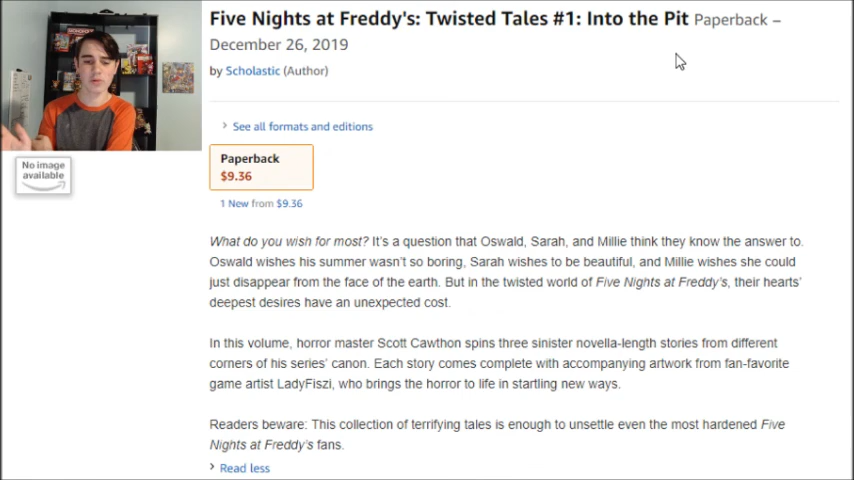 Five Nights at Freddy's: Twisted Tales #1: Into the Pit Paperback –
December 26, 2019
by Scholastic (Author)
See all formats and editions
Paperback
$9.36
No image
available
1 New from $9.36
What do you wish for most? It's a question that Oswald, Sarah, and Millie think they know the answer to.
Oswald wishes his summer wasn't so boring, Sarah wishes to be beautiful, and Millie wishes she could
just disappear from the face of the earth. But in the twisted world of Five Nights at Freddy's, their hearts'
deepest desires have an unexpected cost.
In this volume, horror master Scott Cawthon spins three sinister novella-length stories from different
corners of his series' canon. Each story comes complete with accompanying artwork from fan-favorite
game artist LadyFiszi, who brings the horror to life in startling new ways.
Readers beware: This collection of terrifying tales is enough to unsettle even the most hardened Five
Nights at Freddy's fans.
Read less